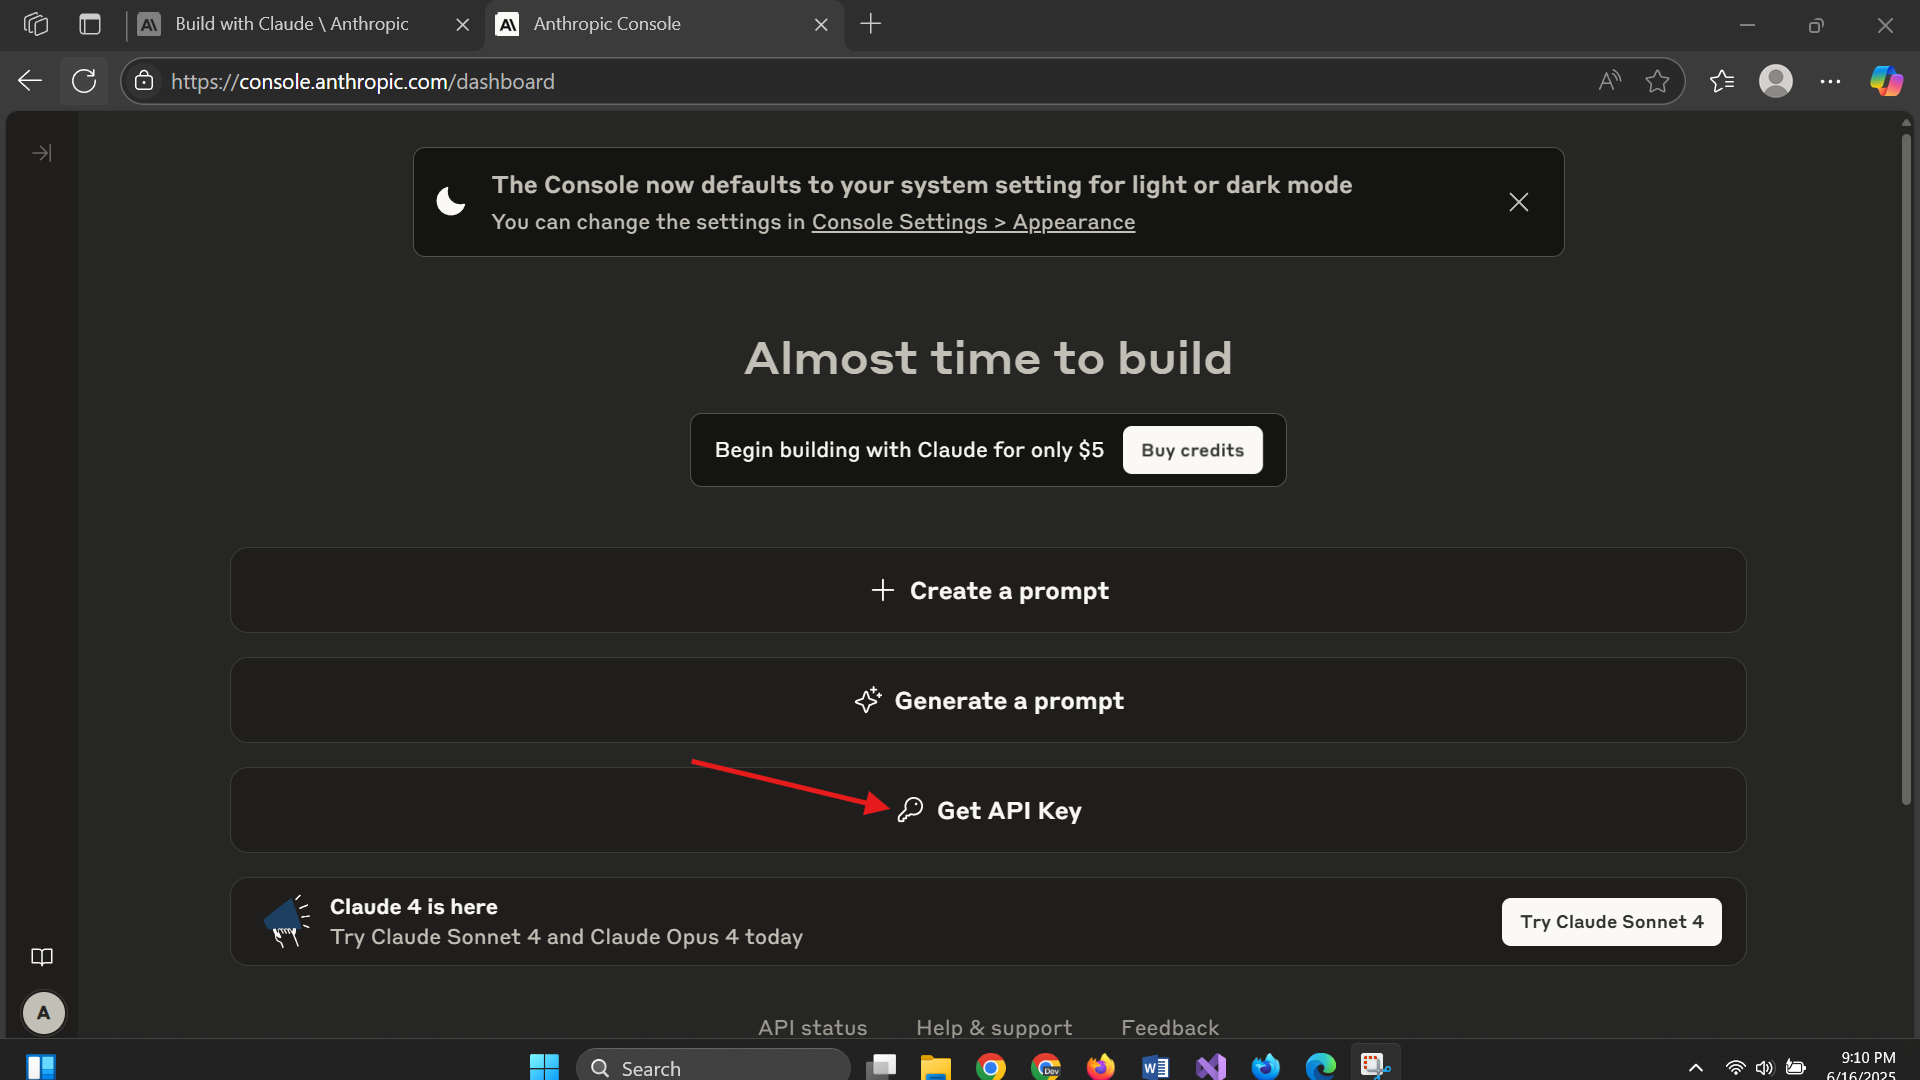 Build with Claude \ Anthropic
Anthropic Console
https://console.anthropic.com/dashboard
The Console now defaults to your system setting for light or dark mode
You can change the settings in Console Settings > Appearance
Almost time to build
Begin building with Claude for only $5
Buy credits
Create a prompt
Generate a prompt
Get API Key
Claude 4 is here
Try Claude Sonnet 4 and Claude Opus 4 today
Try Claude Sonnet 4
A
API status
Help & support
Feedback
Search
Dev
W
9:10 PM
6/16/2025